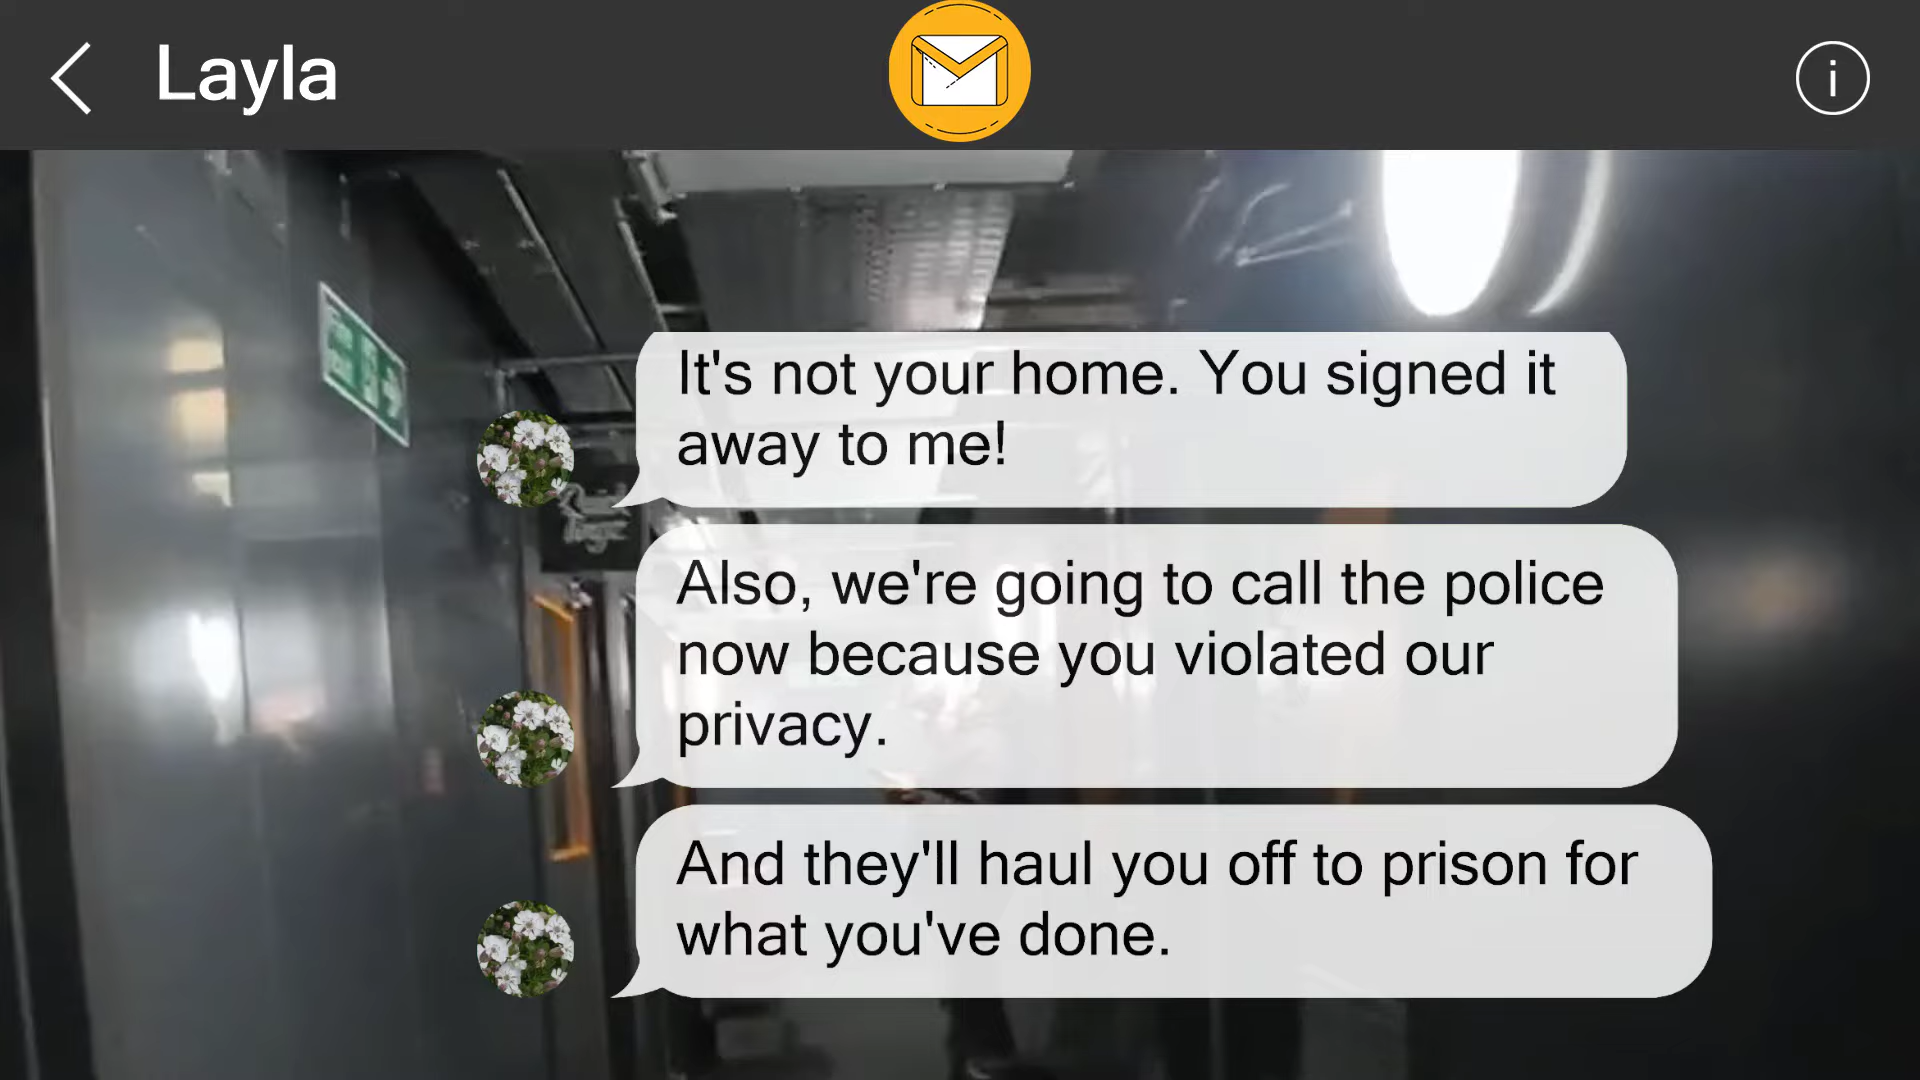 Layla
i
It's not your home. You signed it
away to me!
Also, we're going to call the police
now because you violated our
privacy.
And they'll haul you off to prison for
what you've done.